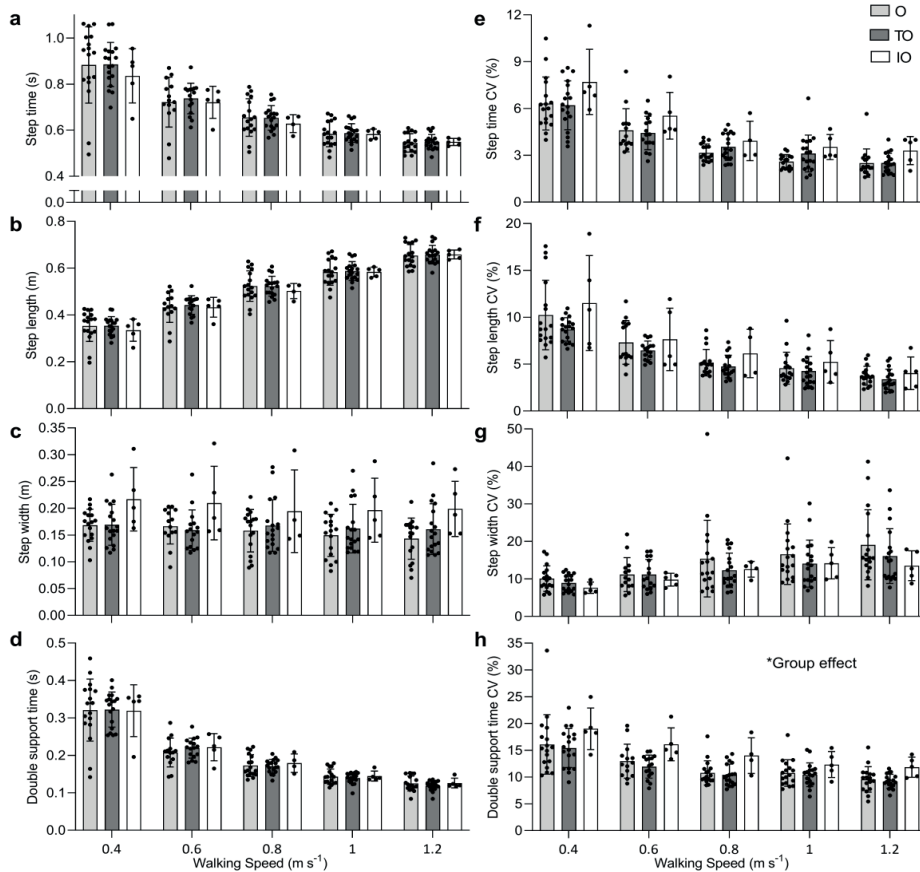 a
Step time (s)
1.0
0.8
0.6
0.4
0.0
b
Step length (m)
0.8
0.6
0.4
0.2
0.0
c
Step width (m)
0.35
0.30
0.25
0.20
0.15
0.10
0.05
0.00
d
Double support time (s)
0.5
0.4
0.3
0.2
0.1
0.0
0.4
0.6
0.8
1
1.2
Walking Speed (m s-1)
e
Step time CV (%)
12
9
6
3
0
O
TO
IO
f
Step length CV (%)
20
15
10
5
0
g
Step width CV (%)
50
40
30
20
10
0
h
Double support time CV (%)
35
30
25
20
15
10
5
0
*Group effect
0.4
0.6
0.8
1
1.2
Walking Speed (m s-1)